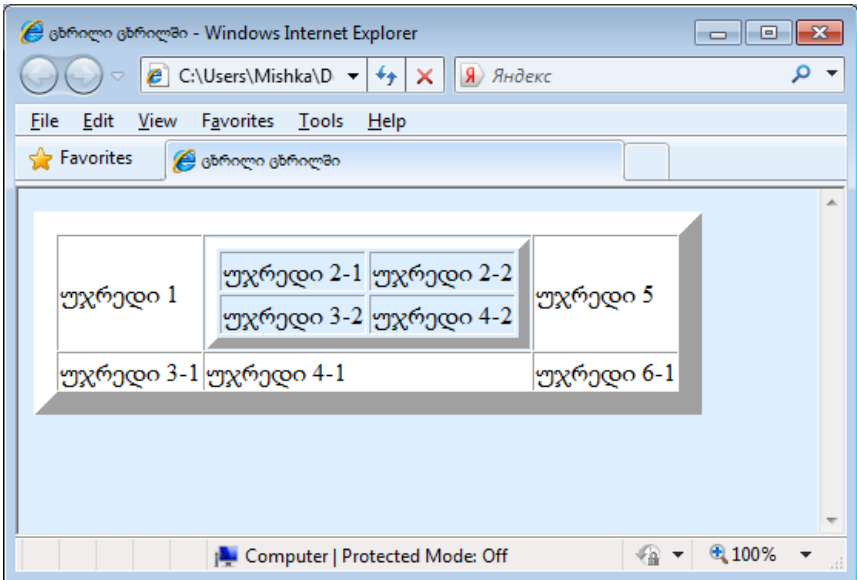 ცხრილი ცხრილში - Windows Internet Explorer
C:\Users\Mishka\D
Я Яндекс
File Edit View Favorites Tools Help
Favorites ცხრილი ცხრილში
უჯრედი 1
უჯრედი 2-1 უჯრედი 2-2
უჯრედი 3-2 უჯრედი 4-2
უჯრედი 5
უჯრედი 3-1 უჯრედი 4-1 უჯრედი 6-1
Computer | Protected Mode: Off 100%